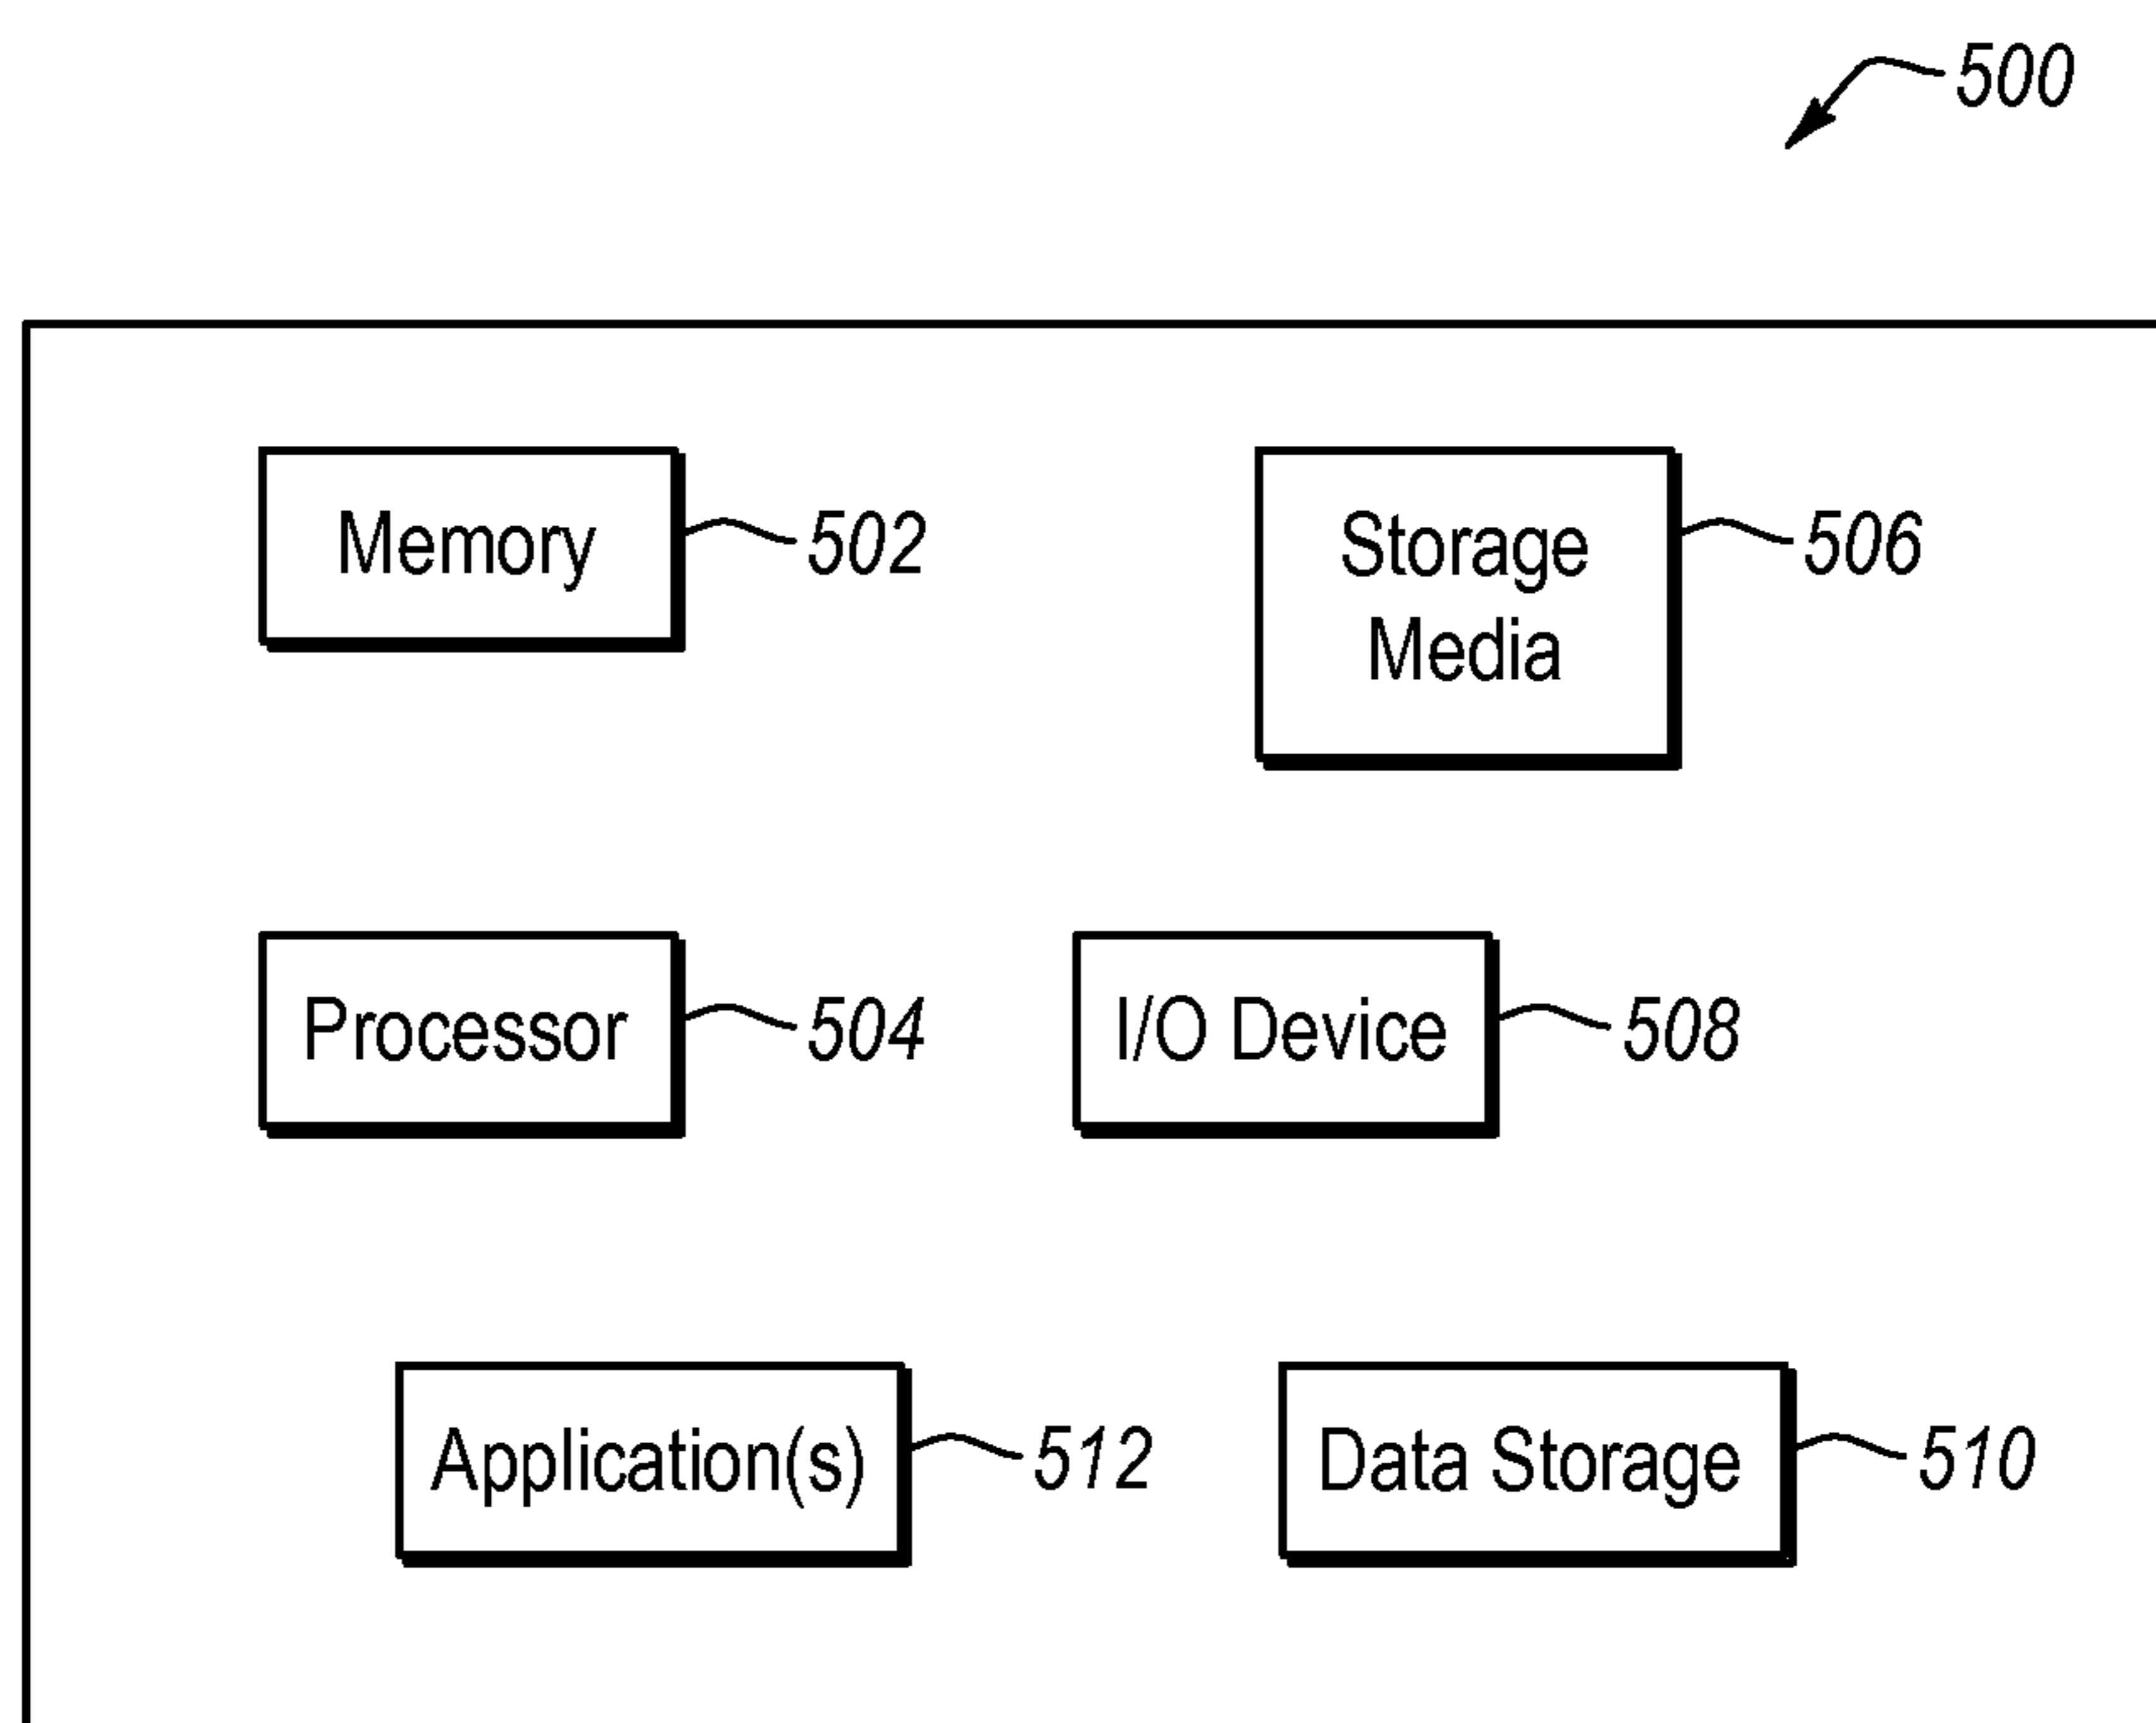 500
Memory 502
Storage 506
Media
Processor 504
I/O Device 508
Application(s) 512
Data Storage 510